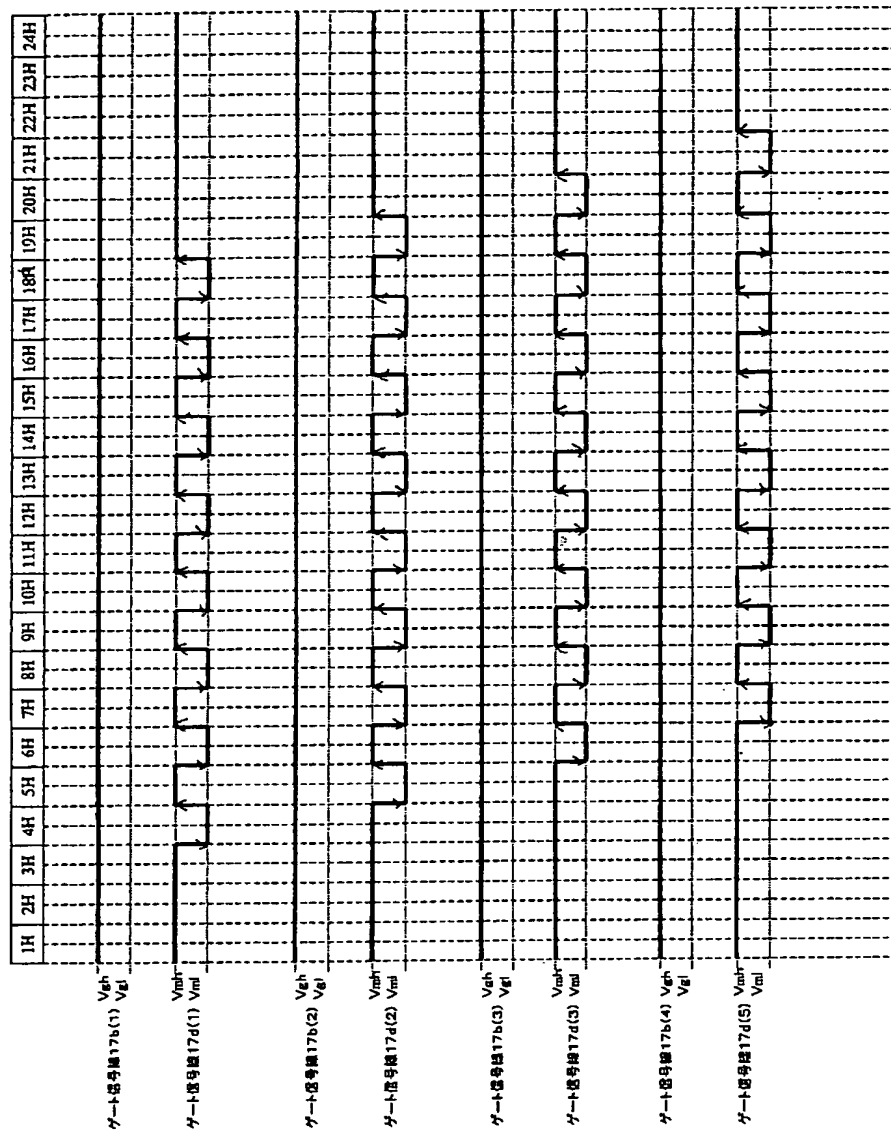 1H 2H 3H 4H 5H 6H 7H 8H 9H 10H 11H 12H 13H 14H 15H 16H 17H 18H 19H 20H 21H 22H 23H 24H
ゲート信号線17b(1) Vgh
Vgl
ゲート信号線17d(1) Vmh
Vml
ゲート信号線17b(2) Vgh
Vgl
ゲート信号線17d(2) Vmh
Vml
ゲート信号線17b(3) Vgh
Vgl
ゲート信号線17d(3) Vmh
Vml
ゲート信号線17b(4) Vgh
Vgl
ゲート信号線17d(5) Vmh
Vml